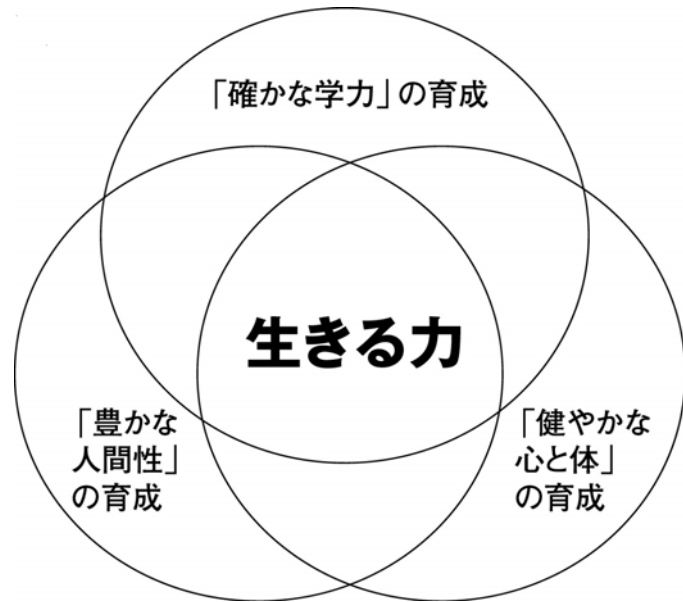 「確かな学力」の育成
生きる力
「豊かな
人間性」
の育成
「健やかな
心と体」
の育成